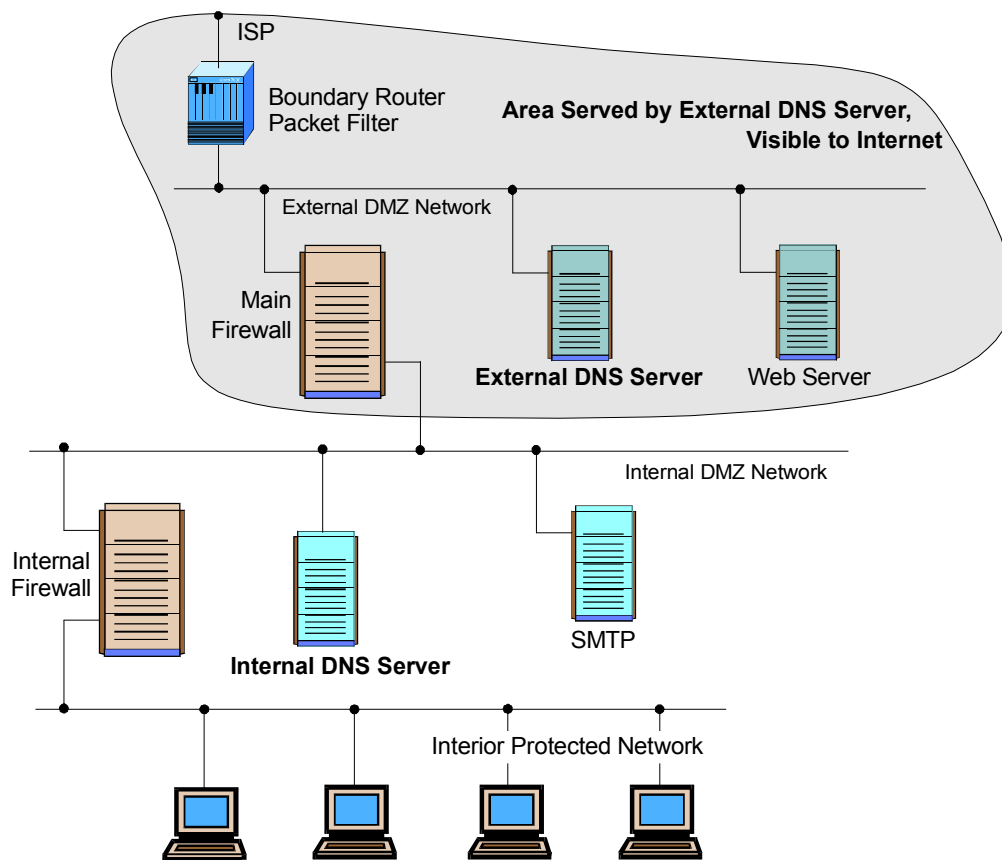 ISP
Boundary Router
Packet Filter
Area Served by External DNS Server,
Visible to Internet
External DMZ Network
Main
Firewall
External DNS Server
Web Server
Internal DMZ Network
Internal
Firewall
Internal DNS Server
SMTP
Interior Protected Network